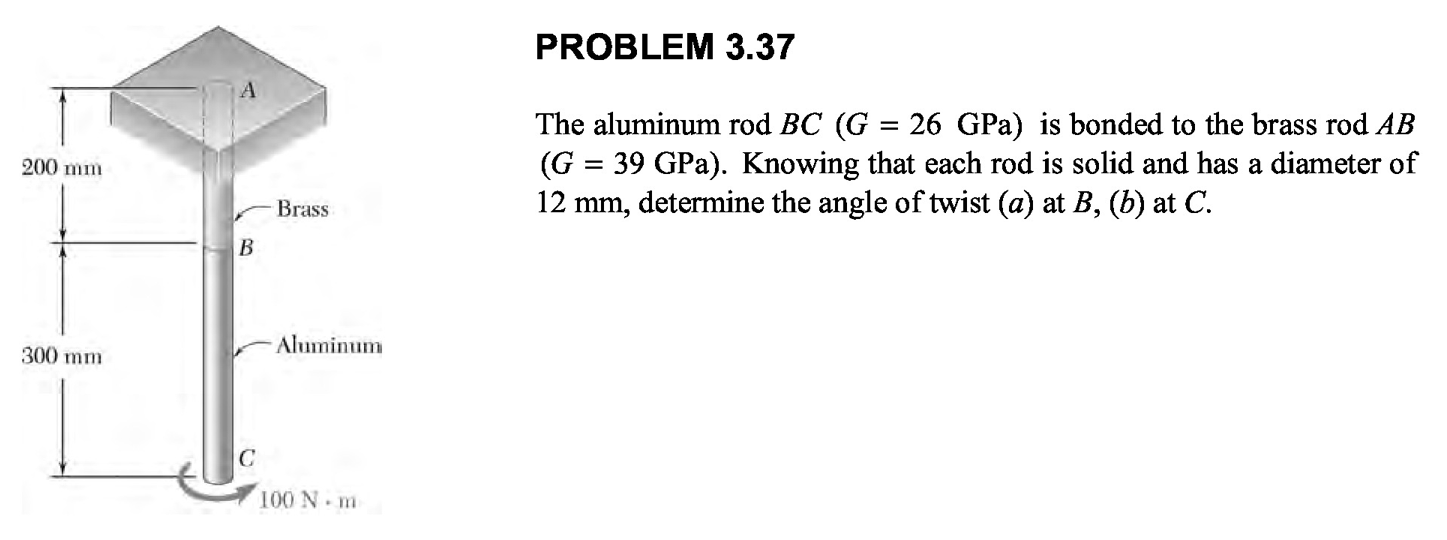 PROBLEM 3.37
The aluminum rod BC (G = 26 GPa) is bonded to the brass rod AB
(G = 39 GPa). Knowing that each rod is solid and has a diameter of
12 mm, determine the angle of twist (a) at B, (b) at C.
A
200 mm
Brass
B
Aluminum
300 mm
C
100 N · m